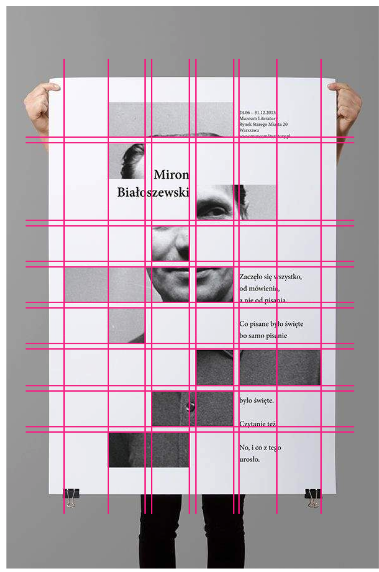 Muzeum Literatury
Rynek Starego Miasta 20
Warszawa
Miron
Białoszewski
Zaczęło się wszystko,
od mówienia,
a nie od pisania.
Co pisane było święte
bo samo pisanie
było święte.
Czytanie też.
No, i co z tego
urosło.